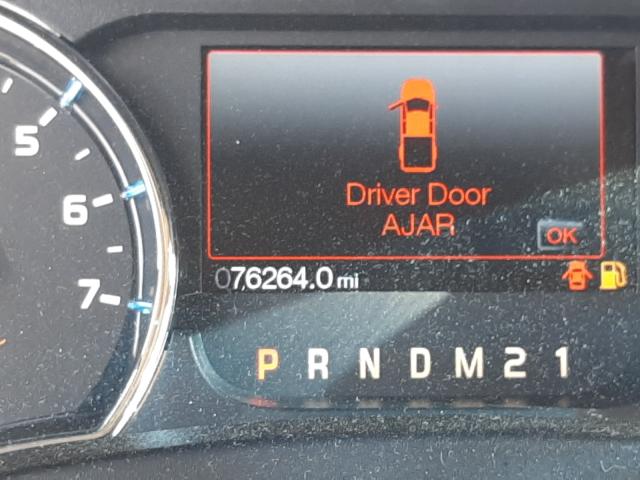 5
6
7
Driver Door
AJAR
OK
076264.0 mi
P R N D M 2 1